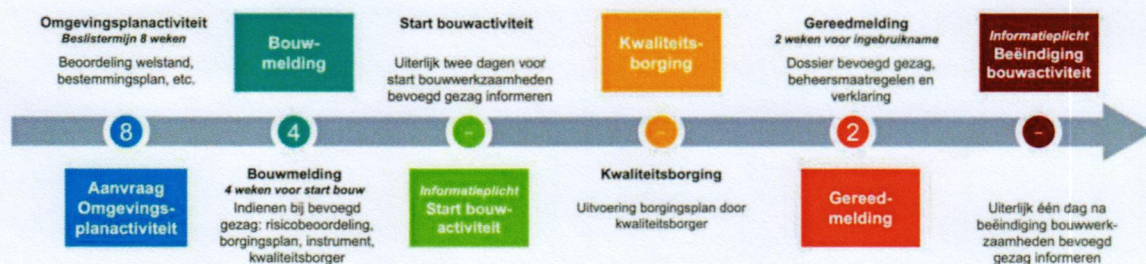 Omgevingsplanactiviteit
Beslistermijn 8 weken
Beoordeling welstand,
bestemmingsplan, etc.
8
Aanvraag
Omgevings-
planactiviteit
Bouw-
melding
4
Bouwmelding
4 weken voor start bouw
Indienen bij bevoegd
gezag: risicobeoordeling,
borgingsplan, instrument,
kwaliteitsborger
Start bouwactiviteit
Uiterlijk twee dagen voor
start bouwwerkzaamheden
bevoegd gezag informeren
-
Informatieplicht
Start bouw-
activiteit
Kwaliteits-
borging
-
Kwaliteitsborging
Uitvoering borgingsplan door
kwaliteitsborger
Gereedmelding
2 weken voor ingebruikname
Dossier bevoegd gezag,
beheersmaatregelen en
verklaring
2
Gereed-
melding
Informatieplicht
Beëindiging
bouwactiviteit
-
Uiterlijk één dag na
beëindiging bouwwerk-
zaamheden bevoegd
gezag informeren